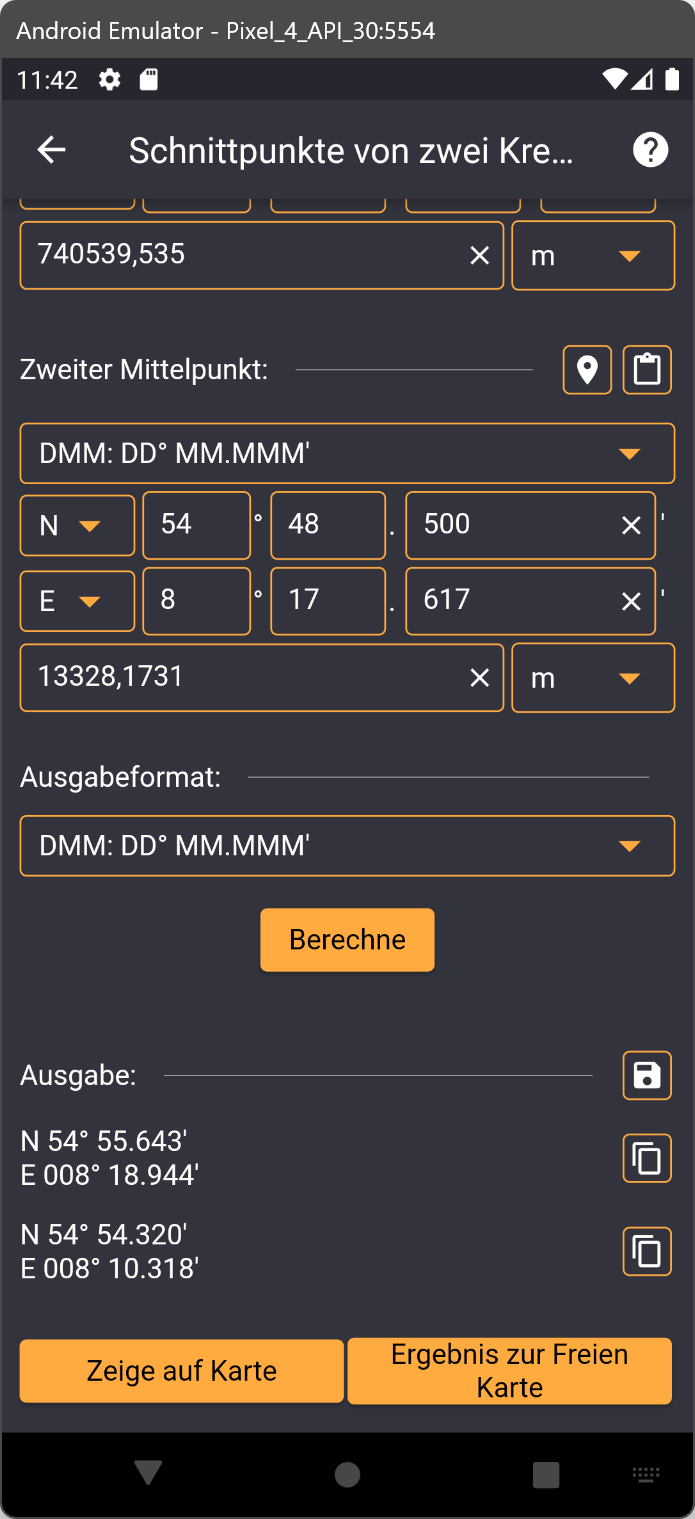 Android Emulator - Pixel_4_API_30:5554
11:42
Schnittpunkte von zwei Kre...
740539,535 m
Zweiter Mittelpunkt:
DMM: DD° MM.MMM'
N 54 ° 48 . 500 '
E 8 ° 17 . 617 '
13328,1731 m
Ausgabeformat:
DMM: DD° MM.MMM'
Berechne
Ausgabe:
N 54° 55.643'
E 008° 18.944'
N 54° 54.320'
E 008° 10.318'
Zeige auf Karte
Ergebnis zur Freien
Karte